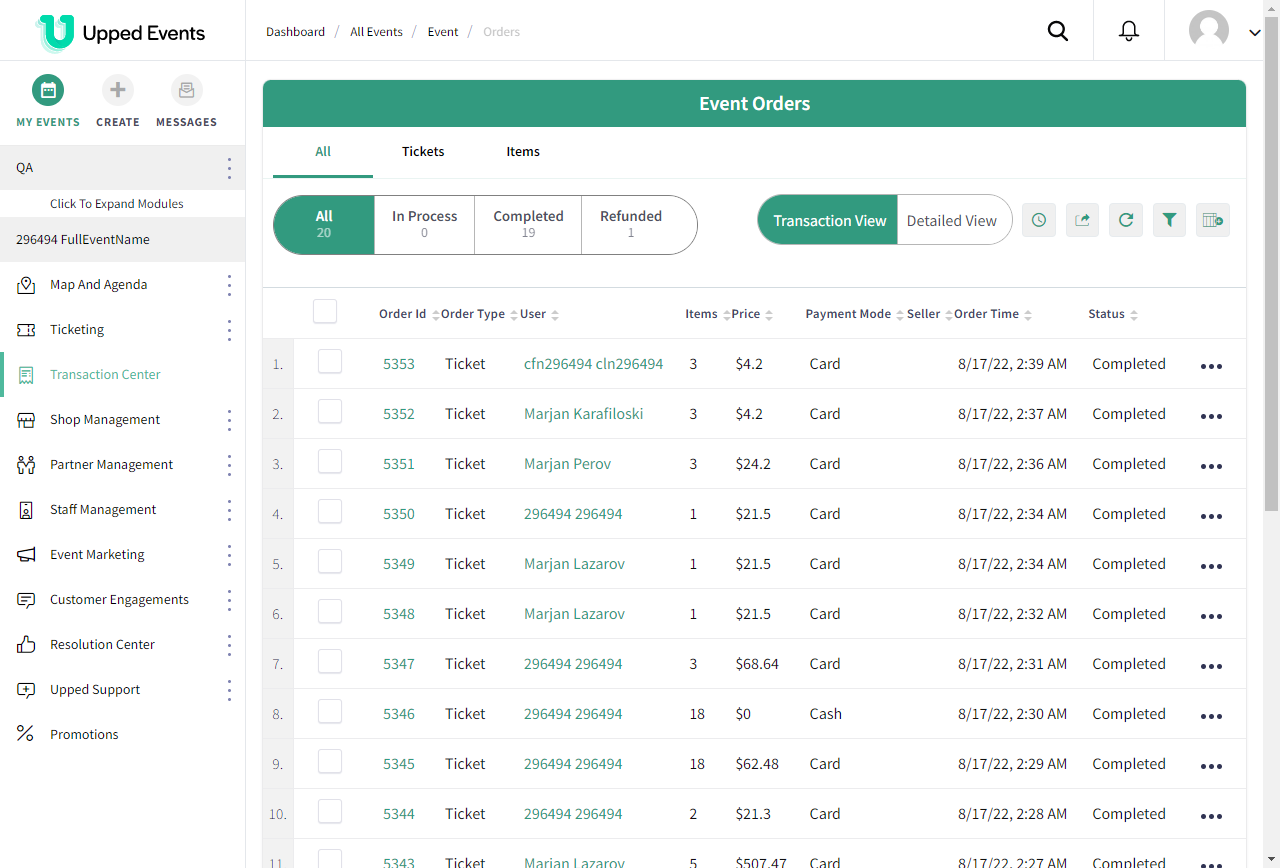 Upped Events
Dashboard / All Events / Event / Orders
MY EVENTS CREATE MESSAGES
QA
Click To Expand Modules
296494 FullEventName
Map And Agenda
Ticketing
Transaction Center
Shop Management
Partner Management
Staff Management
Event Marketing
Customer Engagements
Resolution Center
Upped Support
Promotions
Event Orders
All Tickets Items
All In Process Completed Refunded
20 0 19 1
Transaction View Detailed View
Order Id Order Type User Items Price Payment Mode Seller Order Time Status
1. 5353 Ticket cfn296494 cln296494 3 $4.2 Card 8/17/22, 2:39 AM Completed
2. 5352 Ticket Marjan Karafiloski 3 $4.2 Card 8/17/22, 2:37 AM Completed
3. 5351 Ticket Marjan Perov 3 $24.2 Card 8/17/22, 2:36 AM Completed
4. 5350 Ticket 296494 296494 1 $21.5 Card 8/17/22, 2:34 AM Completed
5. 5349 Ticket Marjan Lazarov 1 $21.5 Card 8/17/22, 2:34 AM Completed
6. 5348 Ticket Marjan Lazarov 1 $21.5 Card 8/17/22, 2:32 AM Completed
7. 5347 Ticket 296494 296494 3 $68.64 Card 8/17/22, 2:31 AM Completed
8. 5346 Ticket 296494 296494 18 $0 Cash 8/17/22, 2:30 AM Completed
9. 5345 Ticket 296494 296494 18 $62.48 Card 8/17/22, 2:29 AM Completed
10. 5344 Ticket 296494 296494 2 $21.3 Card 8/17/22, 2:28 AM Completed
11. 5343 Ticket Marjan Lazarov 5 $507.47 Card 8/17/22, 2:27 AM Completed